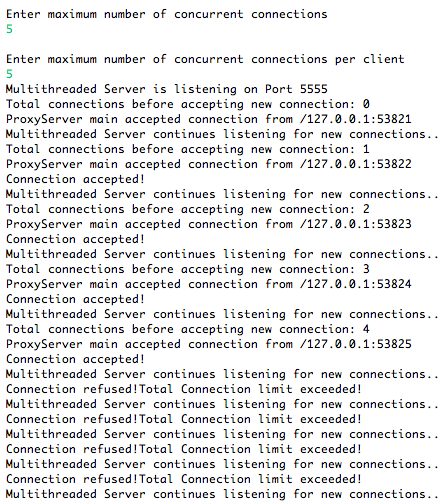 Enter maximum number of concurrent connections
5
Enter maximum number of concurrent connections per client
5
Multithreaded Server is listening on Port 5555
Total connections before accepting new connection: 0
ProxyServer main accepted connection from /127.0.0.1:53821
Multithreaded Server continues listening for new connections..
Total connections before accepting new connection: 1
ProxyServer main accepted connection from /127.0.0.1:53822
Connection accepted!
Multithreaded Server continues listening for new connections..
Total connections before accepting new connection: 2
ProxyServer main accepted connection from /127.0.0.1:53823
Connection accepted!
Multithreaded Server continues listening for new connections..
Total connections before accepting new connection: 3
ProxyServer main accepted connection from /127.0.0.1:53824
Connection accepted!
Multithreaded Server continues listening for new connections..
Total connections before accepting new connection: 4
ProxyServer main accepted connection from /127.0.0.1:53825
Connection accepted!
Multithreaded Server continues listening for new connections..
Connection refused!Total Connection limit exceeded!
Multithreaded Server continues listening for new connections..
Connection refused!Total Connection limit exceeded!
Multithreaded Server continues listening for new connections..
Connection refused!Total Connection limit exceeded!
Multithreaded Server continues listening for new connections..
Connection refused!Total Connection limit exceeded!
Multithreaded Server continues listening for new connections..